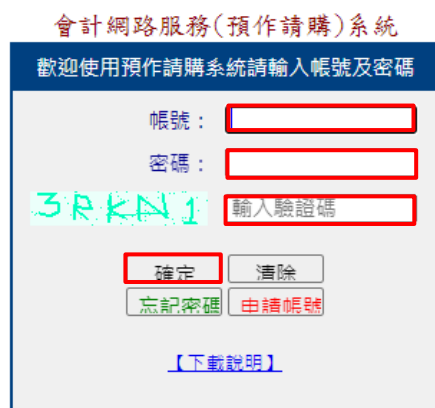 會計網路服務(預作請購)系統
歡迎使用預作請購系統請輸入帳號及密碼
帳號：
密碼：
3RKN1 輸入驗證碼
確定 清除
忘記密碼 申請帳號
【下載說明】